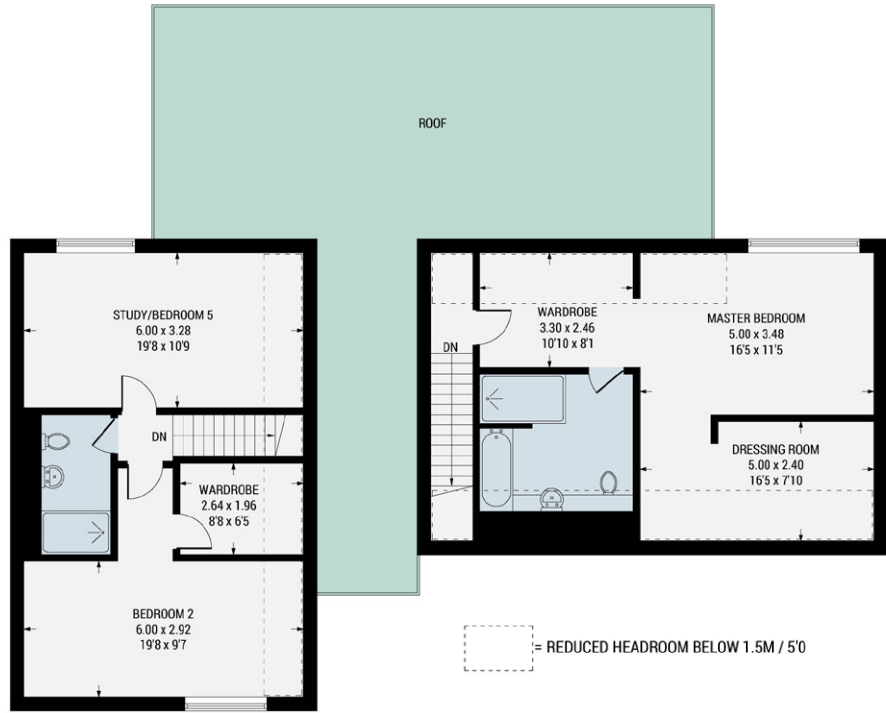 ROOF
STUDY/BEDROOM 5
6.00 x 3.28
19'8 x 10'9
DN
WARDROBE
2.64 x 1.96
8'8 x 6'5
BEDROOM 2
6.00 x 2.92
19'8 x 9'7
DN
WARDROBE
3.30 x 2.46
10'10 x 8'1
MASTER BEDROOM
5.00 x 3.48
16'5 x 11'5
DRESSING ROOM
5.00 x 2.40
16'5 x 7'10
= REDUCED HEADROOM BELOW 1.5M / 5'0